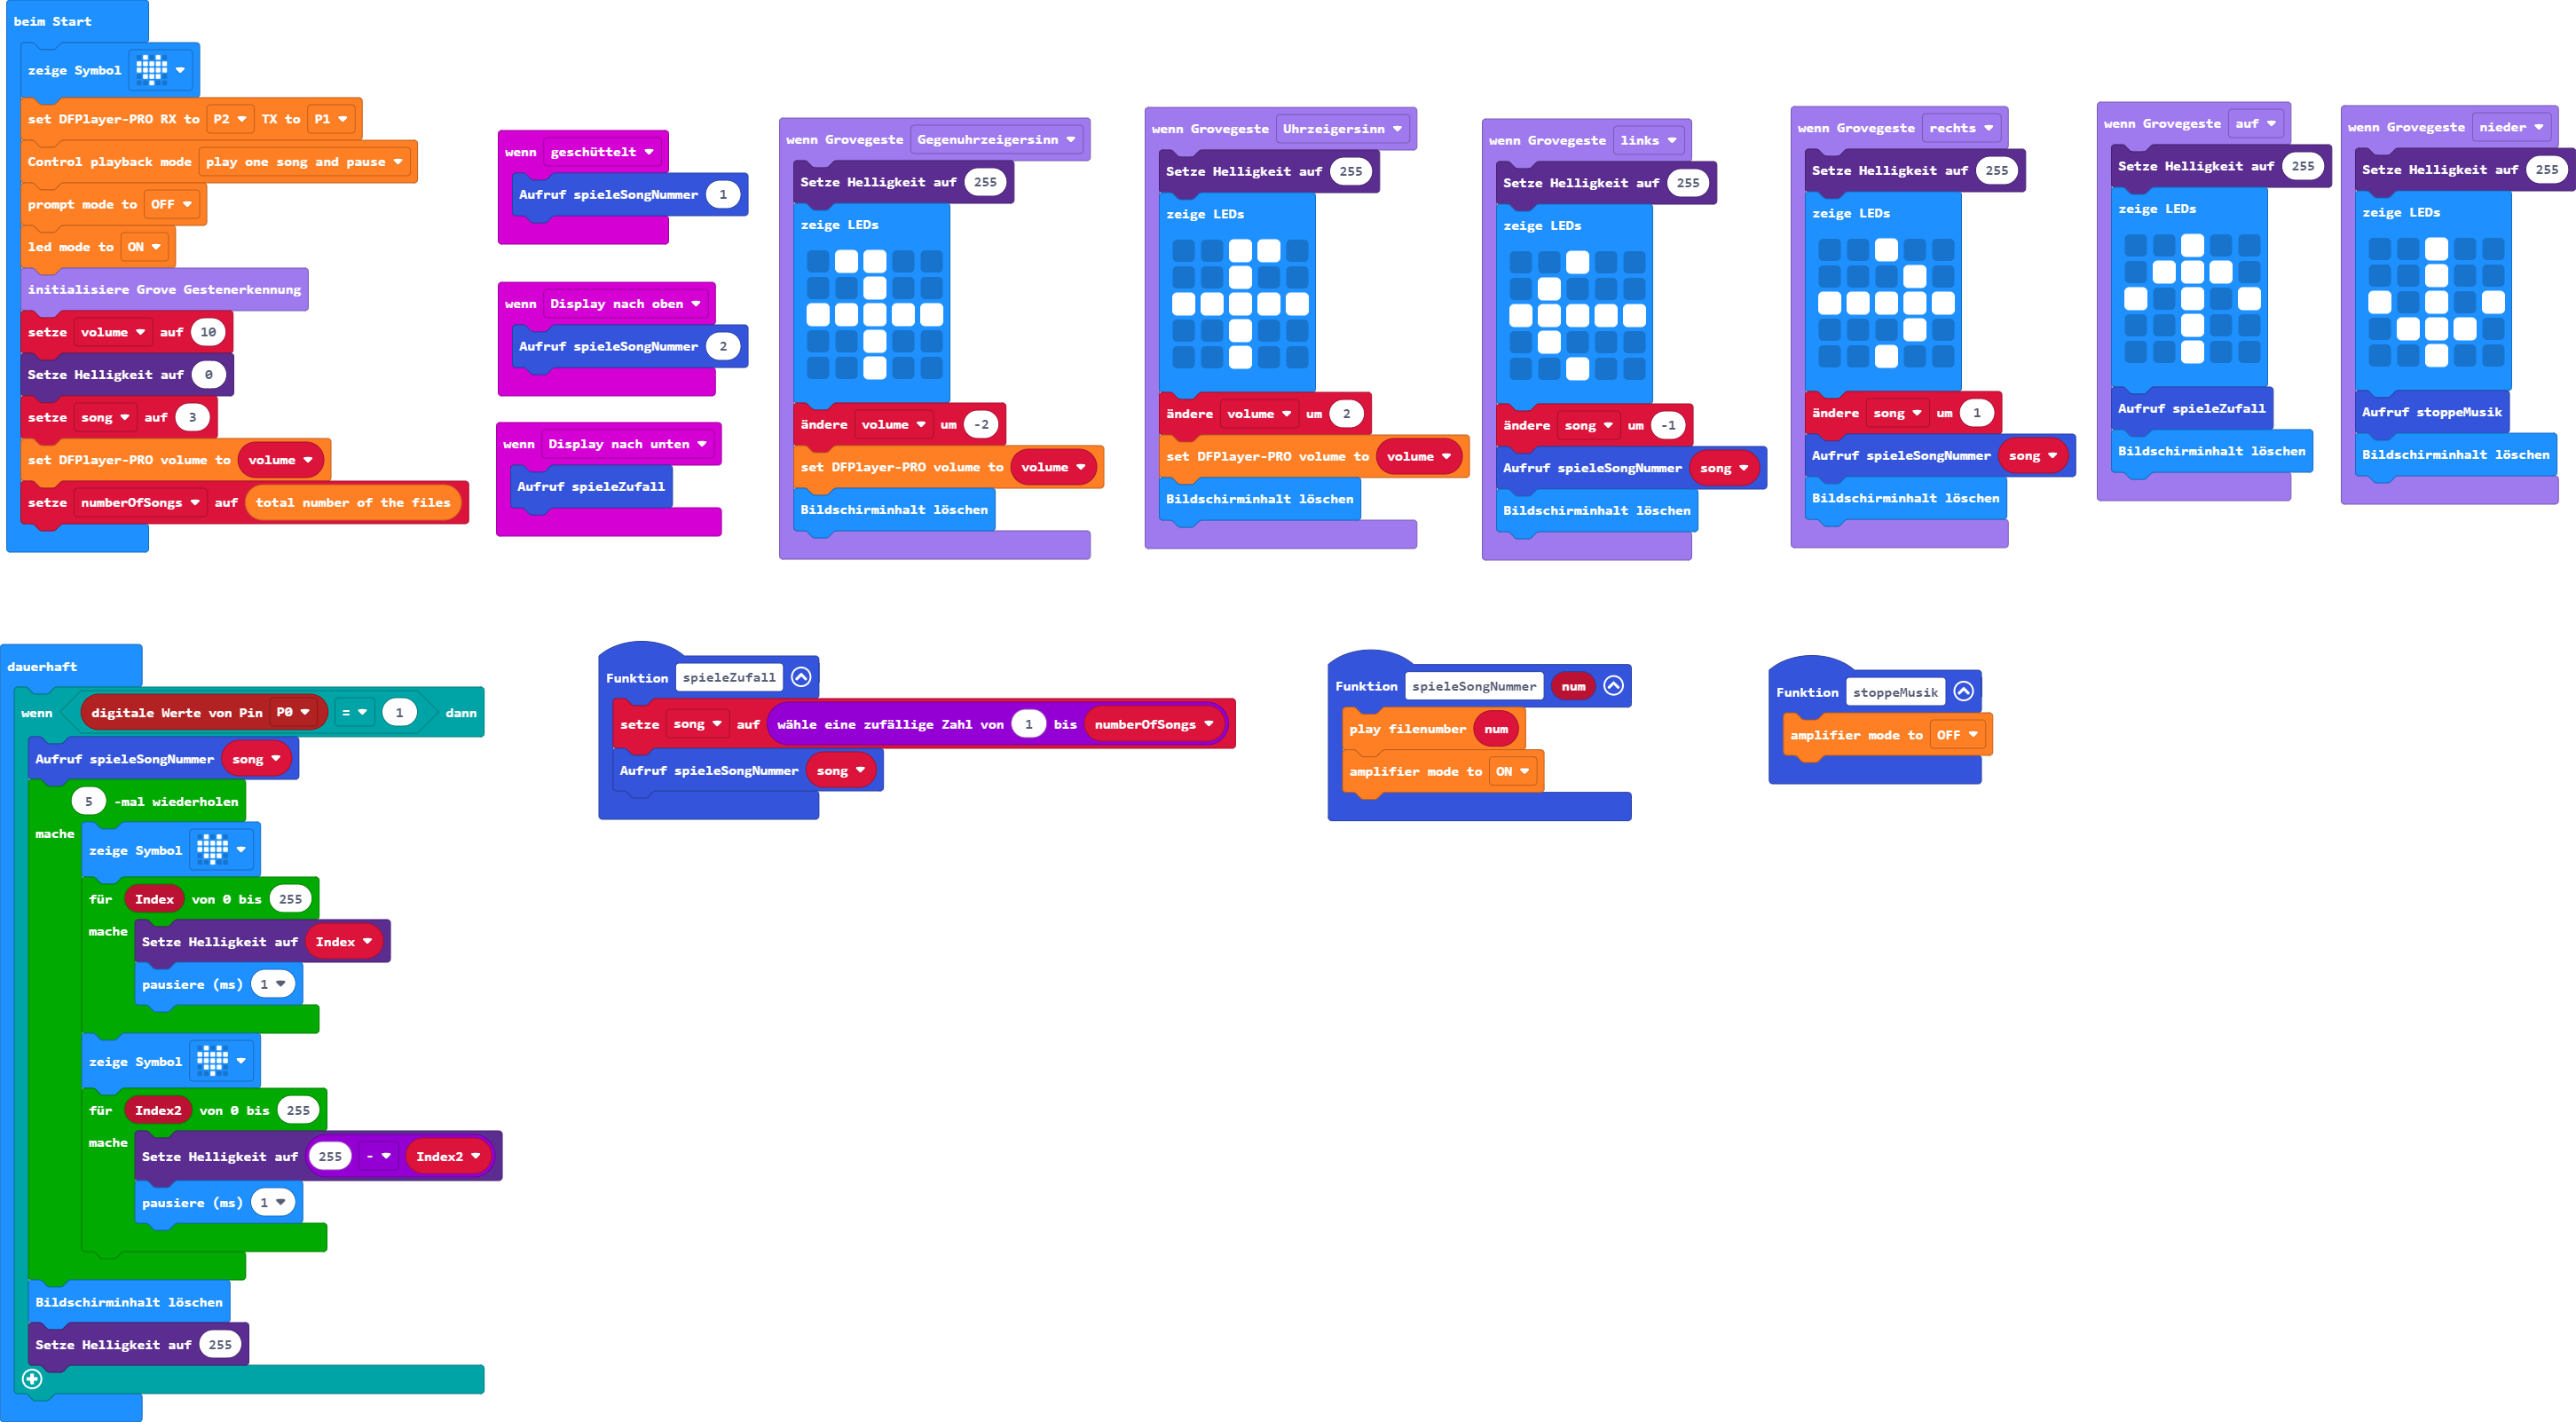 beim Start
zeige Symbol
set DFPlayer-PRO RX to P2 TX to P1
Control playback mode play one song and pause
prompt mode to OFF
led mode to ON
initialisiere Grove Gestenerkennung
setze volume auf 10
Setze Helligkeit auf 0
setze song auf 3
set DFPlayer-PRO volume to volume
setze numberOfSongs auf total number of the files
wenn geschüttelt
Aufruf spieleSongNummer 1
wenn Display nach oben
Aufruf spieleSongNummer 2
wenn Display nach unten
Aufruf spieleZufall
wenn Grovegeste Gegenuhrzeigersinn
Setze Helligkeit auf 255
zeige LEDs
ändere volume um -2
set DFPlayer-PRO volume to volume
Bildschirminhalt löschen
wenn Grovegeste Uhrzeigersinn
Setze Helligkeit auf 255
zeige LEDs
ändere volume um 2
set DFPlayer-PRO volume to volume
Bildschirminhalt löschen
wenn Grovegeste links
Setze Helligkeit auf 255
zeige LEDs
ändere song um -1
Aufruf spieleSongNummer song
Bildschirminhalt löschen
wenn Grovegeste rechts
Setze Helligkeit auf 255
zeige LEDs
ändere song um 1
Aufruf spieleSongNummer song
Bildschirminhalt löschen
wenn Grovegeste auf
Setze Helligkeit auf 255
zeige LEDs
Aufruf spieleZufall
Bildschirminhalt löschen
wenn Grovegeste nieder
Setze Helligkeit auf 255
zeige LEDs
Aufruf stoppeMusik
Bildschirminhalt löschen
dauerhaft
wenn digitale Werte von Pin P0 = 1 dann
Aufruf spieleSongNummer song
5 -mal wiederholen
mache
zeige Symbol
für Index von 0 bis 255
mache
Setze Helligkeit auf Index
pausiere (ms) 1
zeige Symbol
für Index2 von 0 bis 255
mache
Setze Helligkeit auf 255 - Index2
pausiere (ms) 1
Bildschirminhalt löschen
Setze Helligkeit auf 255
Funktion spieleZufall
setze song auf wähle eine zufällige Zahl von 1 bis numberOfSongs
Aufruf spieleSongNummer song
Funktion spieleSongNummer num
play filenumber num
amplifier mode to ON
Funktion stoppeMusik
amplifier mode to OFF